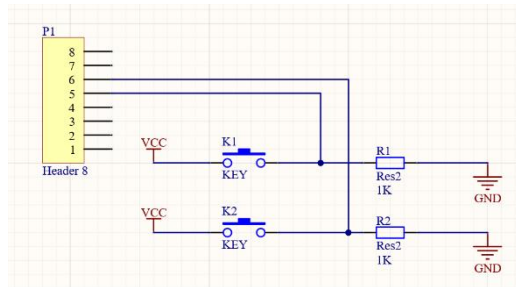 P1
8
7
6
5
4
3
2
1
Header 8
VCC
K1
KEY
R1
Res2
1K
GND
VCC
K2
KEY
R2
Res2
1K
GND